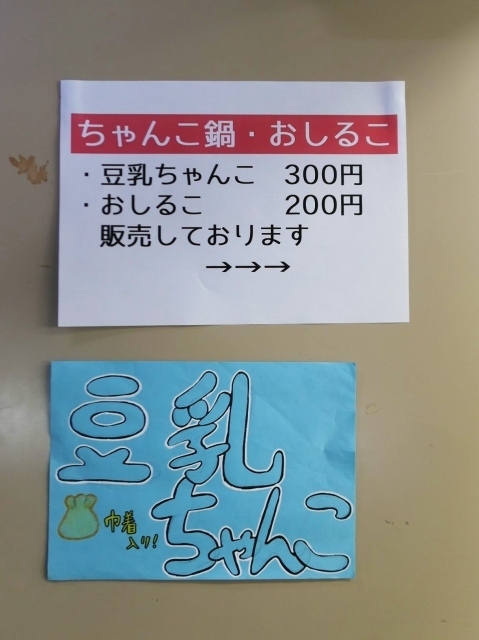 ちゃんこ鍋・おしるこ
・豆乳ちゃんこ　300円
・おしるこ　　　200円
販売しております
→→→
豆乳
ちゃんこ
巾着
入り!